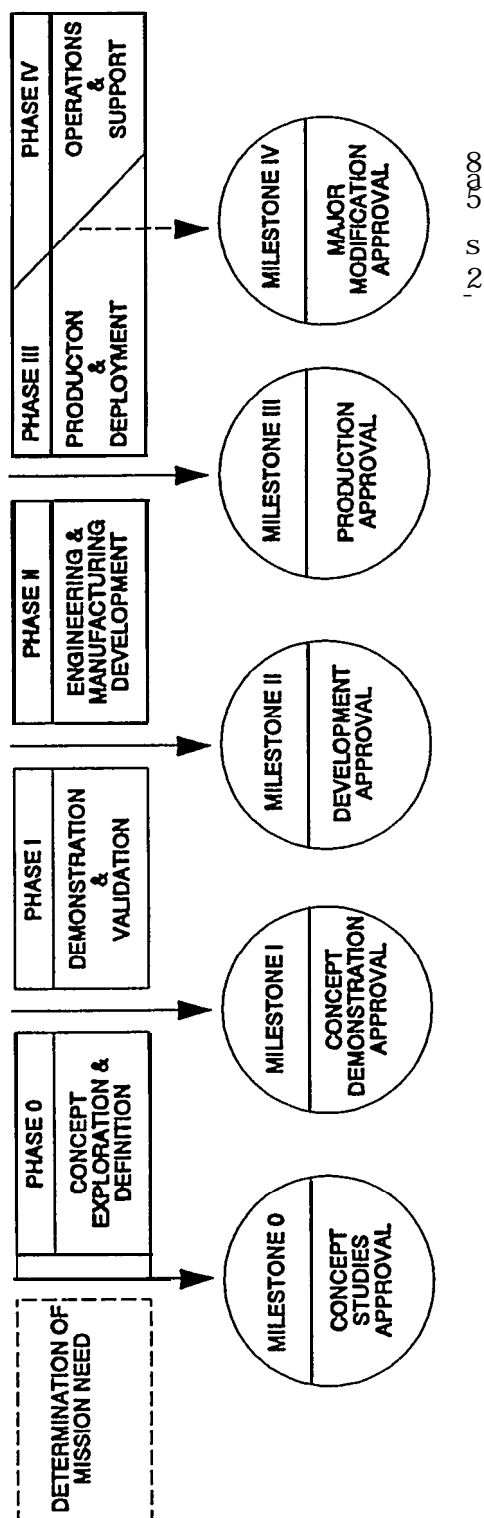 DETERMINATION OF
MISSION NEED
PHASE 0
CONCEPT
EXPLORATION &
DEFINITION
PHASE I
DEMONSTRATION
&
VALIDATION
PHASE II
ENGINEERING &
MANUFACTURING
DEVELOPMENT
PHASE III
PRODUCTON
&
DEPLOYMENT
PHASE IV
OPERATIONS
&
SUPPORT
MILESTONE 0
CONCEPT
STUDIES
APPROVAL
MILESTONE I
CONCEPT
DEMONSTRATION
APPROVAL
MILESTONE II
DEVELOPMENT
APPROVAL
MILESTONE III
PRODUCTION
APPROVAL
MILESTONE IV
MAJOR
MODIFICATION
APPROVAL